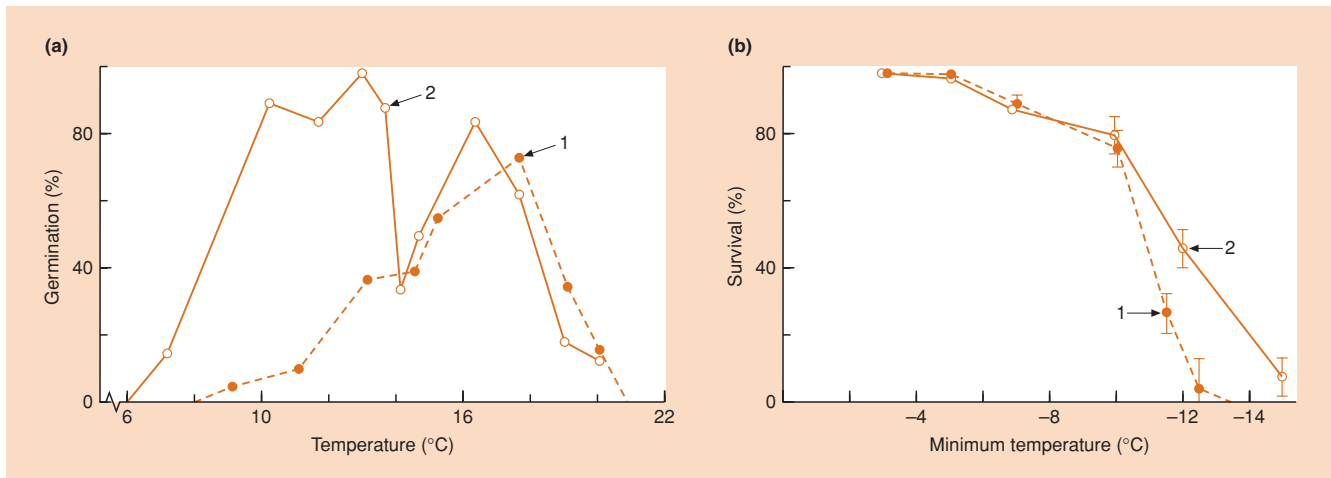 (a)
80
40
0
Germination (%)
2
1
6 10 16 22
Temperature (°C)
(b)
80
40
0
Survival (%)
2
1
–4 –8 –12 –14
Minimum temperature (°C)